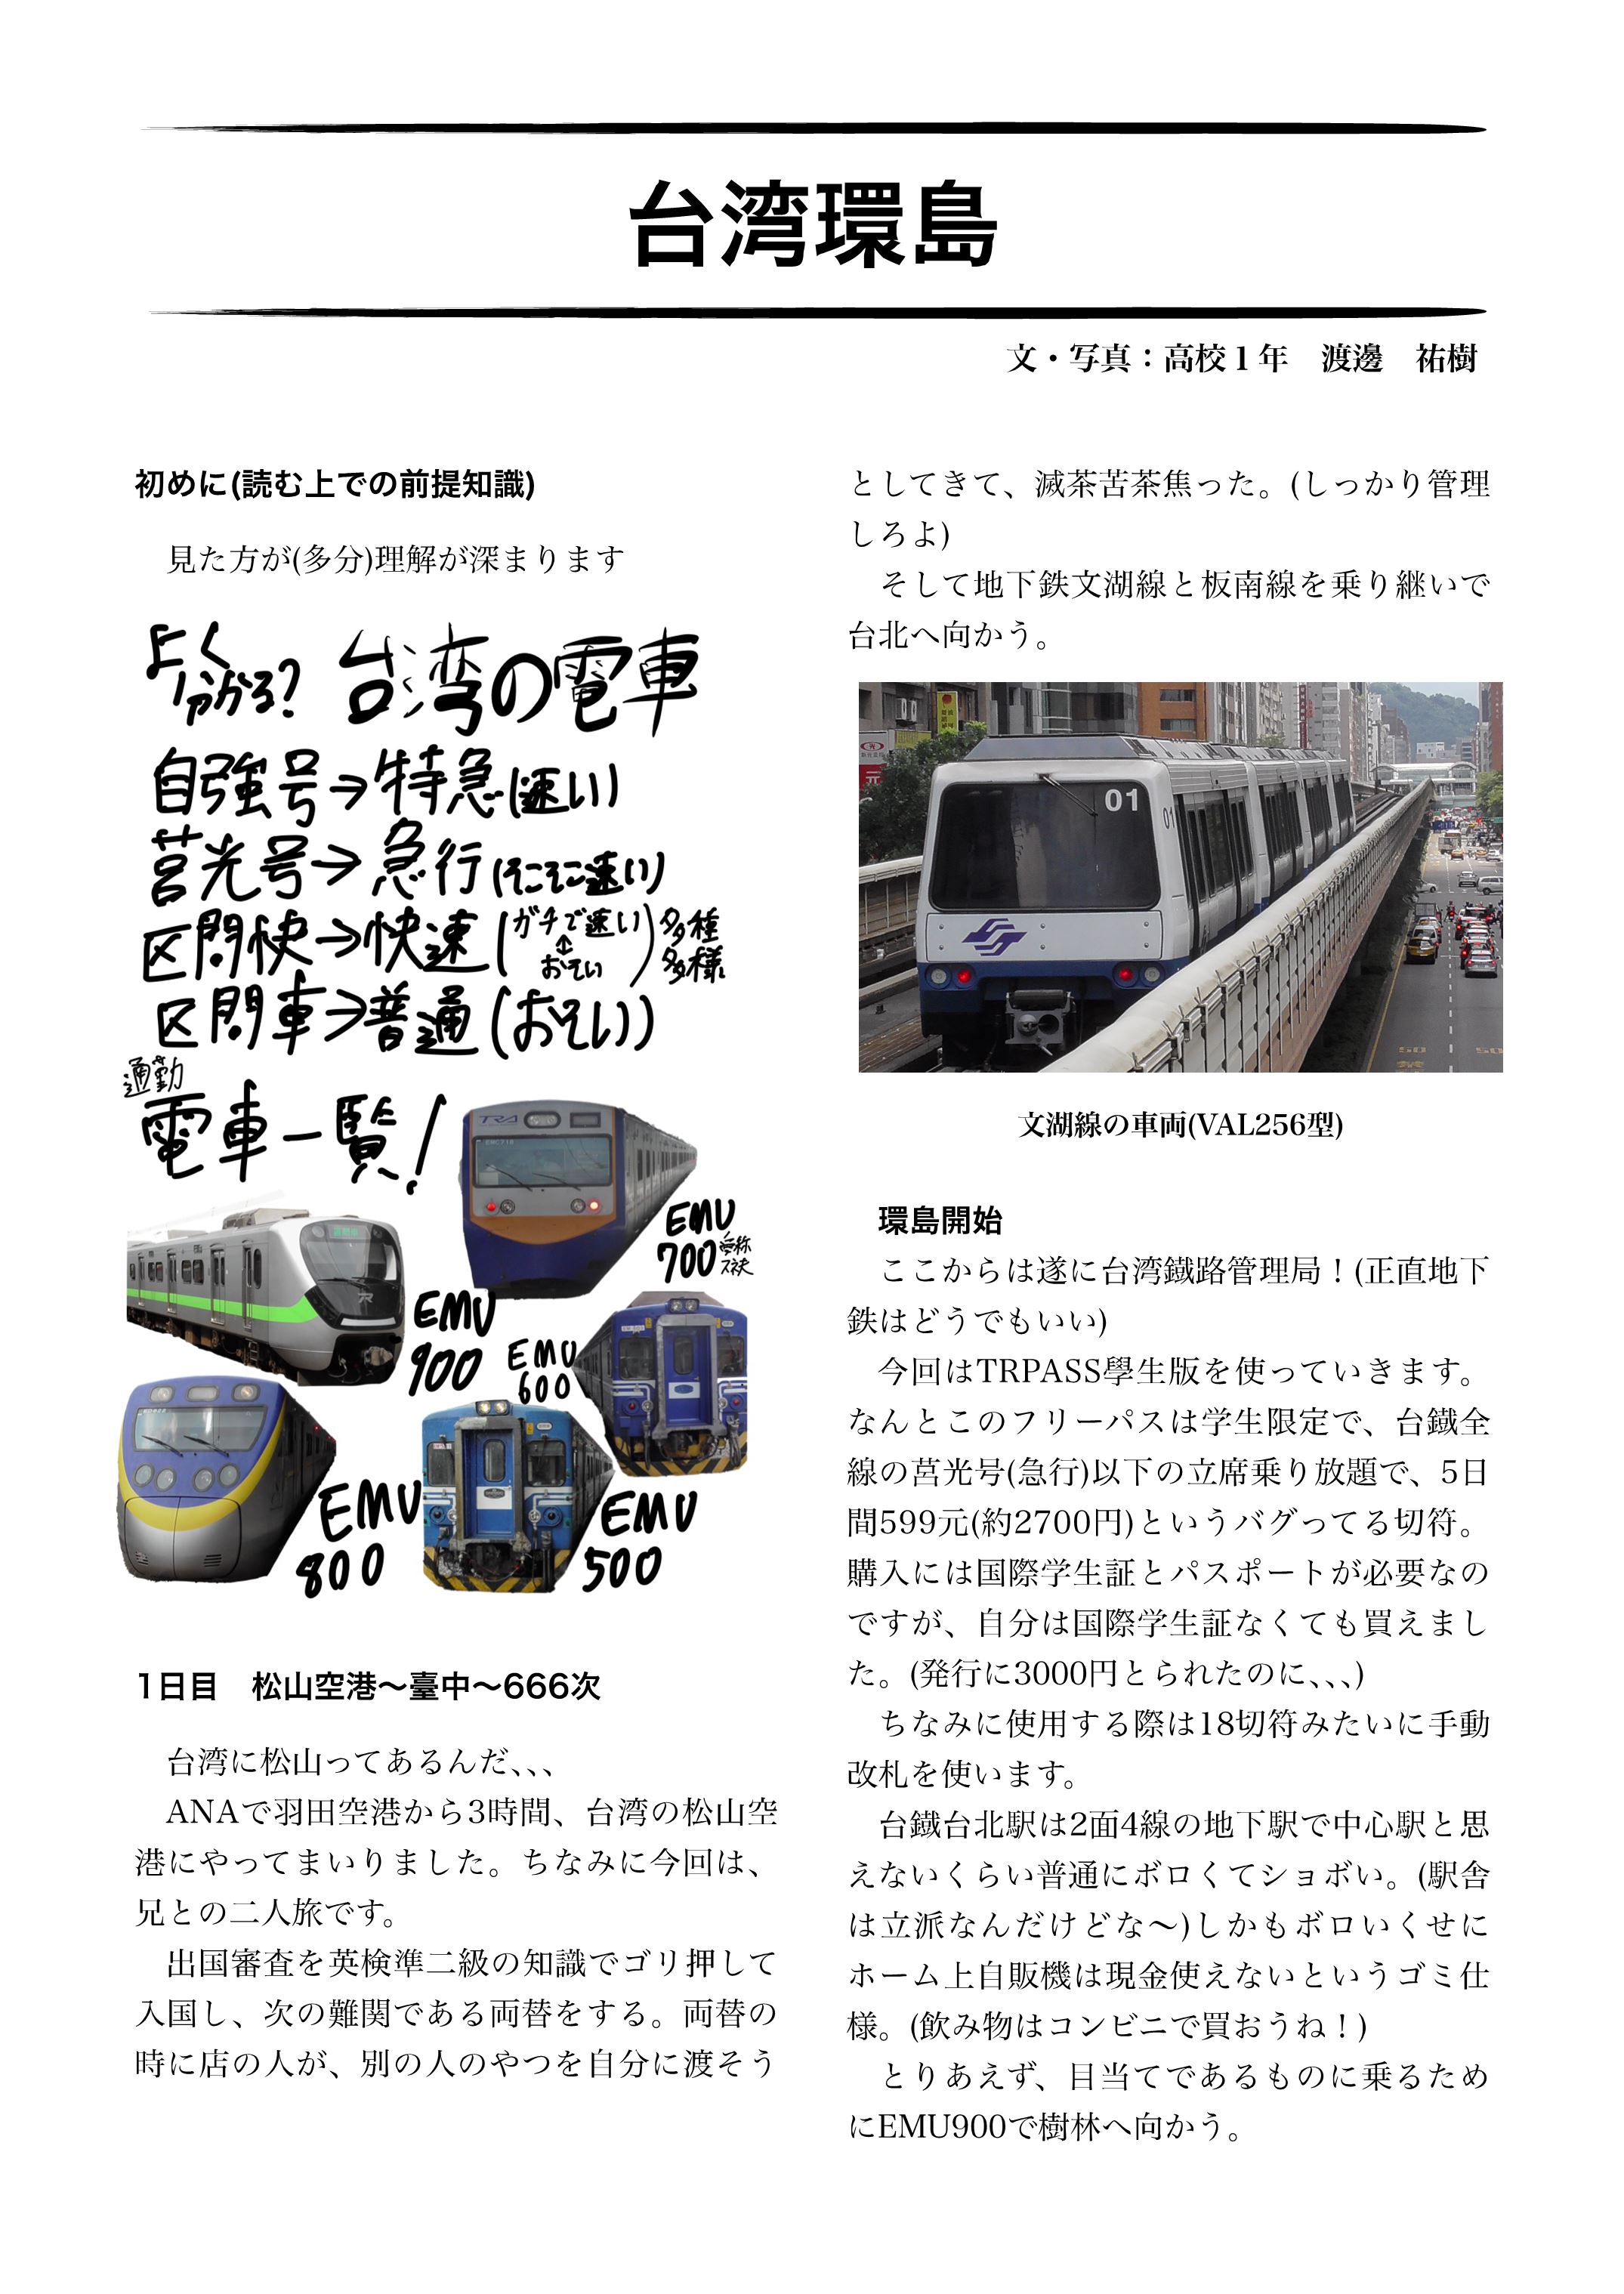 台湾環島
文・写真：高校１年　渡邊　祐樹
初めに(読む上での前提知識)
見た方が(多分)理解が深まります
よく
分かる? 台湾の電車
自強号→特急(速い)
莒光号→急行(そこそこ速い)
区間快→快速(ガチで速い↕おそい)多種多様
区間車→普通(おそい)
通勤
電車一覧!
TRA
EMU
700 愛称スネ夫
EMU
900
EMU
600
EMU
800
EMU
500
1日目　松山空港〜臺中〜666次
台湾に松山ってあるんだ､､､
ANAで羽田空港から3時間、台湾の松山空
港にやってまいりました。ちなみに今回は、
兄との二人旅です。
出国審査を英検準二級の知識でゴリ押して
入国し、次の難関である両替をする。両替の
時に店の人が、別の人のやつを自分に渡そう
としてきて、滅茶苦茶焦った。(しっかり管理
しろよ)
そして地下鉄文湖線と板南線を乗り継いで
台北へ向かう。
01
01
文湖線の車両(VAL256型)
環島開始
ここからは遂に台湾鐵路管理局！(正直地下
鉄はどうでもいい)
今回はTRPASS學生版を使っていきます。
なんとこのフリーパスは学生限定で、台鐵全
線の莒光号(急行)以下の立席乗り放題で、5日
間599元(約2700円)というバグってる切符。
購入には国際学生証とパスポートが必要なの
ですが、自分は国際学生証なくても買えまし
た。(発行に3000円とられたのに､､､)
ちなみに使用する際は18切符みたいに手動
改札を使います。
台鐵台北駅は2面4線の地下駅で中心駅と思
えないくらい普通にボロくてショボい。(駅舎
は立派なんだけどな〜)しかもボロいくせに
ホーム上自販機は現金使えないというゴミ仕
様。(飲み物はコンビニで買おうね！)
とりあえず、目当てであるものに乗るため
にEMU900で樹林へ向かう。